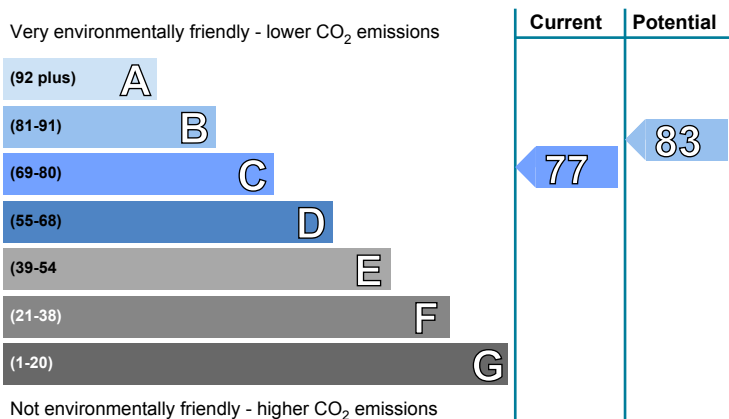 Current Potential
Very environmentally friendly - lower CO₂ emissions
(92 plus) A
(81-91) B
83
(69-80) C
77
(55-68) D
(39-54 E
(21-38) F
(1-20) G
Not environmentally friendly - higher CO₂ emissions